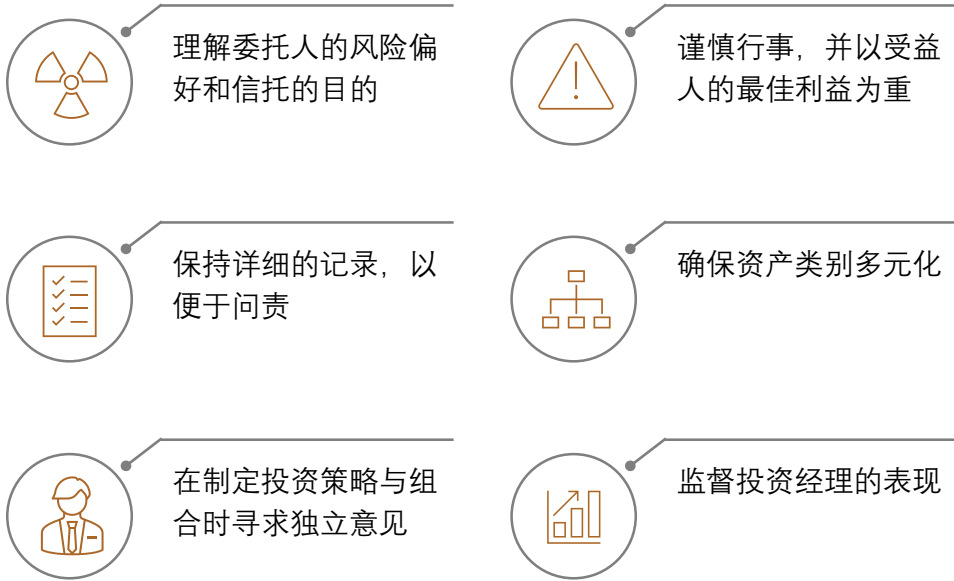 理解委托人的风险偏
好和信托的目的
谨慎行事，并以受益
人的最佳利益为重
保持详细的记录，以
便于问责
确保资产类别多元化
在制定投资策略与组
合时寻求独立意见
监督投资经理的表现